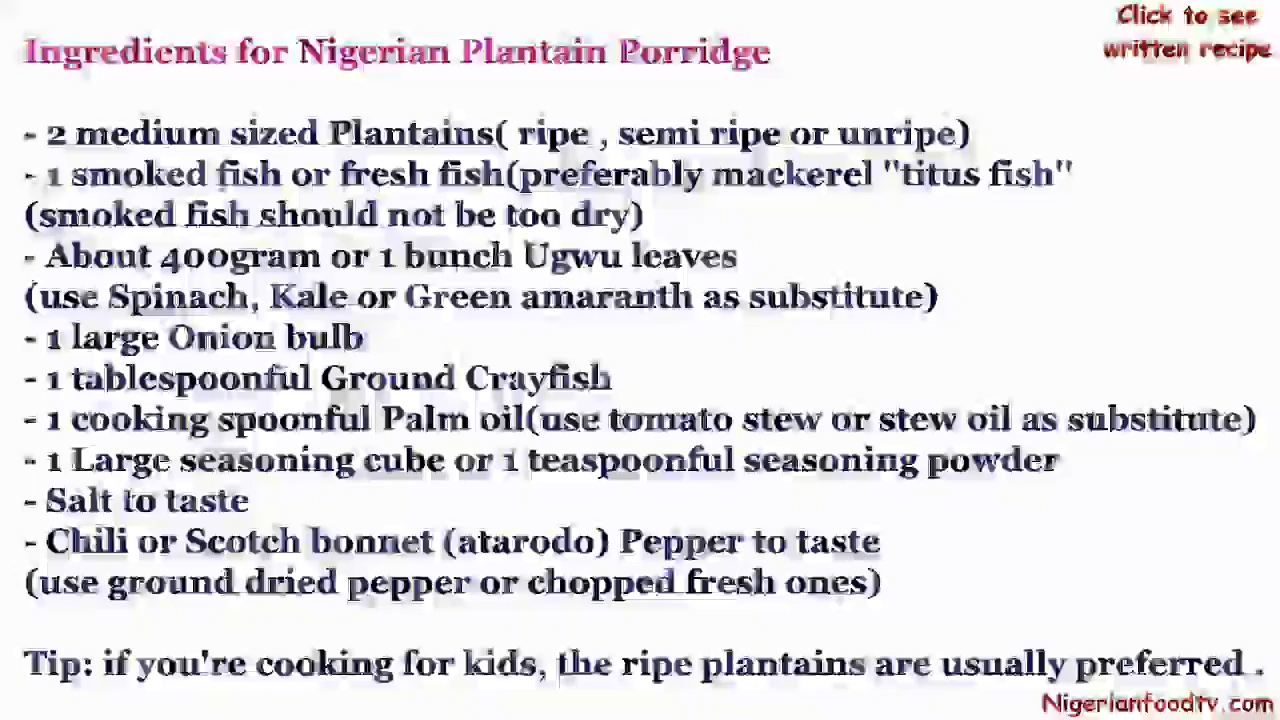 Click to see
written recipe
Ingredients for Nigerian Plantain Porridge
- 2 medium sized Plantains( ripe , semi ripe or unripe)
- 1 smoked fish or fresh fish(preferably mackerel "titus fish"
(smoked fish should not be too dry)
- About 400gram or 1 bunch Ugwu leaves
(use Spinach, Kale or Green amaranth as substitute)
- 1 large Onion bulb
- 1 tablespoonful Ground Crayfish
- 1 cooking spoonful Palm oil(use tomato stew or stew oil as substitute)
- 1 Large seasoning cube or 1 teaspoonful seasoning powder
- Salt to taste
- Chili or Scotch bonnet (atarodo) Pepper to taste
(use ground dried pepper or chopped fresh ones)
Tip: if you're cooking for kids, the ripe plantains are usually preferred .
Nigerianfoodtv.com